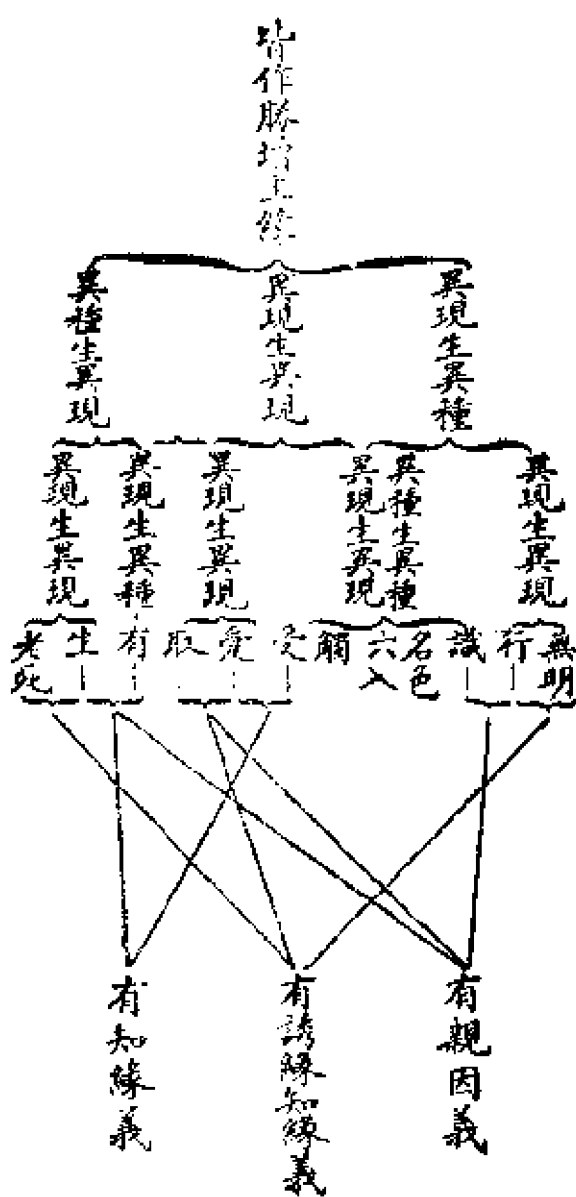 皆作勝增上緣
異現生異種
異現生異現
異種生異現
異現生異現
異種生異種
異現生異現
異現生異現
異現生異種
異現生異現
無明
行
識
名色
六入
觸
受
愛
取
有
生
老死
有親因義
有誘緣知緣義
有知緣義